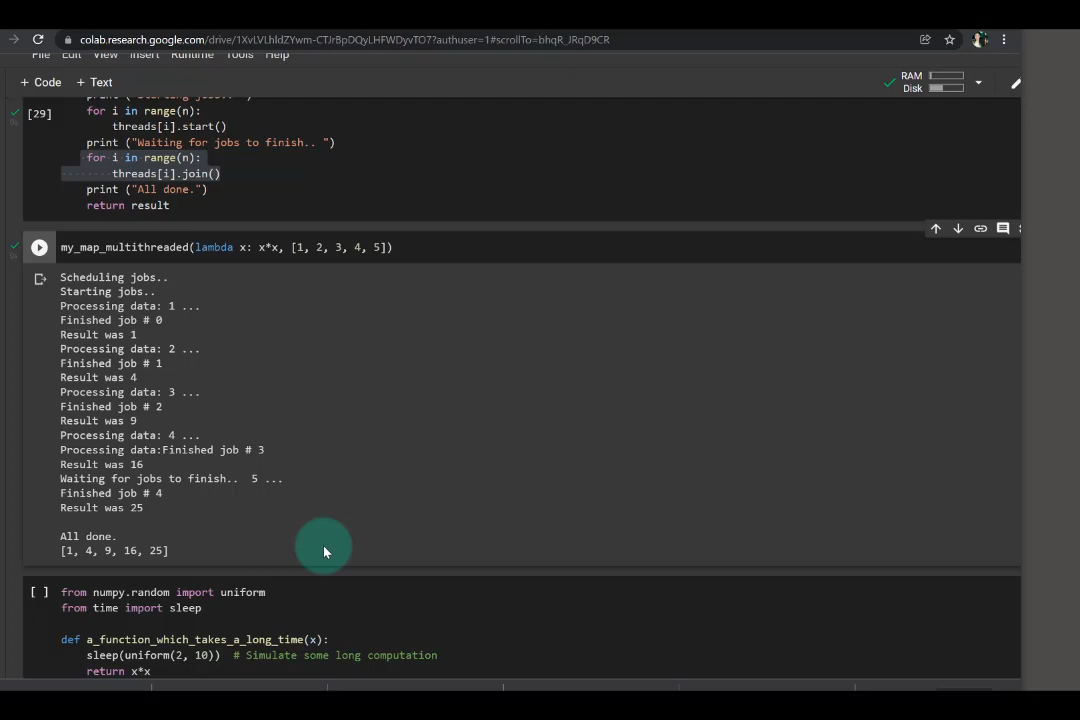 colab.research.google.com/drive/1XvLVLhldZYwm-CTJrBpDQyLHFWDyvTO7?authuser=1#scrollTo=bhqR_JRqD9CR
File Edit View Insert Runtime Tools Help
+ Code + Text
RAM
Disk
print ("Starting jobs.. ")
[29] for i in range(n):
threads[i].start()
print ("Waiting for jobs to finish.. ")
for i in range(n):
threads[i].join()
print ("All done.")
return result
my_map_multithreaded(lambda x: x*x, [1, 2, 3, 4, 5])
Scheduling jobs..
Starting jobs..
Processing data: 1 ...
Finished job # 0
Result was 1
Processing data: 2 ...
Finished job # 1
Result was 4
Processing data: 3 ...
Finished job # 2
Result was 9
Processing data: 4 ...
Processing data:Finished job # 3
Result was 16
Waiting for jobs to finish..  5 ...
Finished job # 4
Result was 25
All done.
[1, 4, 9, 16, 25]
[ ] from numpy.random import uniform
from time import sleep
def a_function_which_takes_a_long_time(x):
sleep(uniform(2, 10))  # Simulate some long computation
return x*x